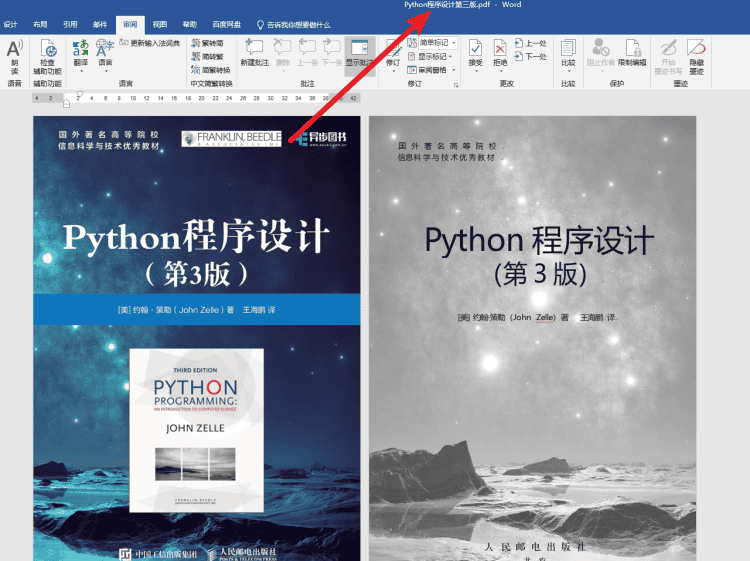 Python程序设计第三版.pdf - Word
设计 布局 引用 邮件 审阅 视图 帮助 百度网盘 告诉我你想要做什么
朗读 检查辅助功能 翻译 语言 更新输入法词典 繁转简 简转繁 简繁转换 新建批注 删除 上一条 下一条 显示批注 修订 简单标记 显示标记 审阅窗格 接受 拒绝 上一处 下一处 比较 阻止作者 限制编辑 开始墨迹书写 隐藏墨迹
语音 辅助功能 语言 中文简繁转换 批注 修订 更改 比较 保护 墨迹
4 2 2 4 6 8 10 12 14 16 18 20 22 24 26 28 30 32 34 36 38 40 42
国外著名高等院校
信息科学与技术优秀教材
FRANKLIN, BEEDLE
& ASSOCIATES INC.
异步图书
www.epubit.com.cn
Python程序设计
（第3版）
[美] 约翰·策勒（John Zelle）著 王海鹏 译
THIRD EDITION
PYTHON
PROGRAMMING:
AN INTRODUCTION TO COMPUTER SCIENCE
JOHN ZELLE
FRANKLIN, BEEDLE
中国工信出版集团
人民邮电出版社
POSTS & TELECOM PRESS
国外著名高等院校
信息科学与技术优秀教材
Python 程序设计
(第 3 版)
[美] 约翰·策勒（John Zelle）著 王海鹏 译
人民邮电出版社
北京